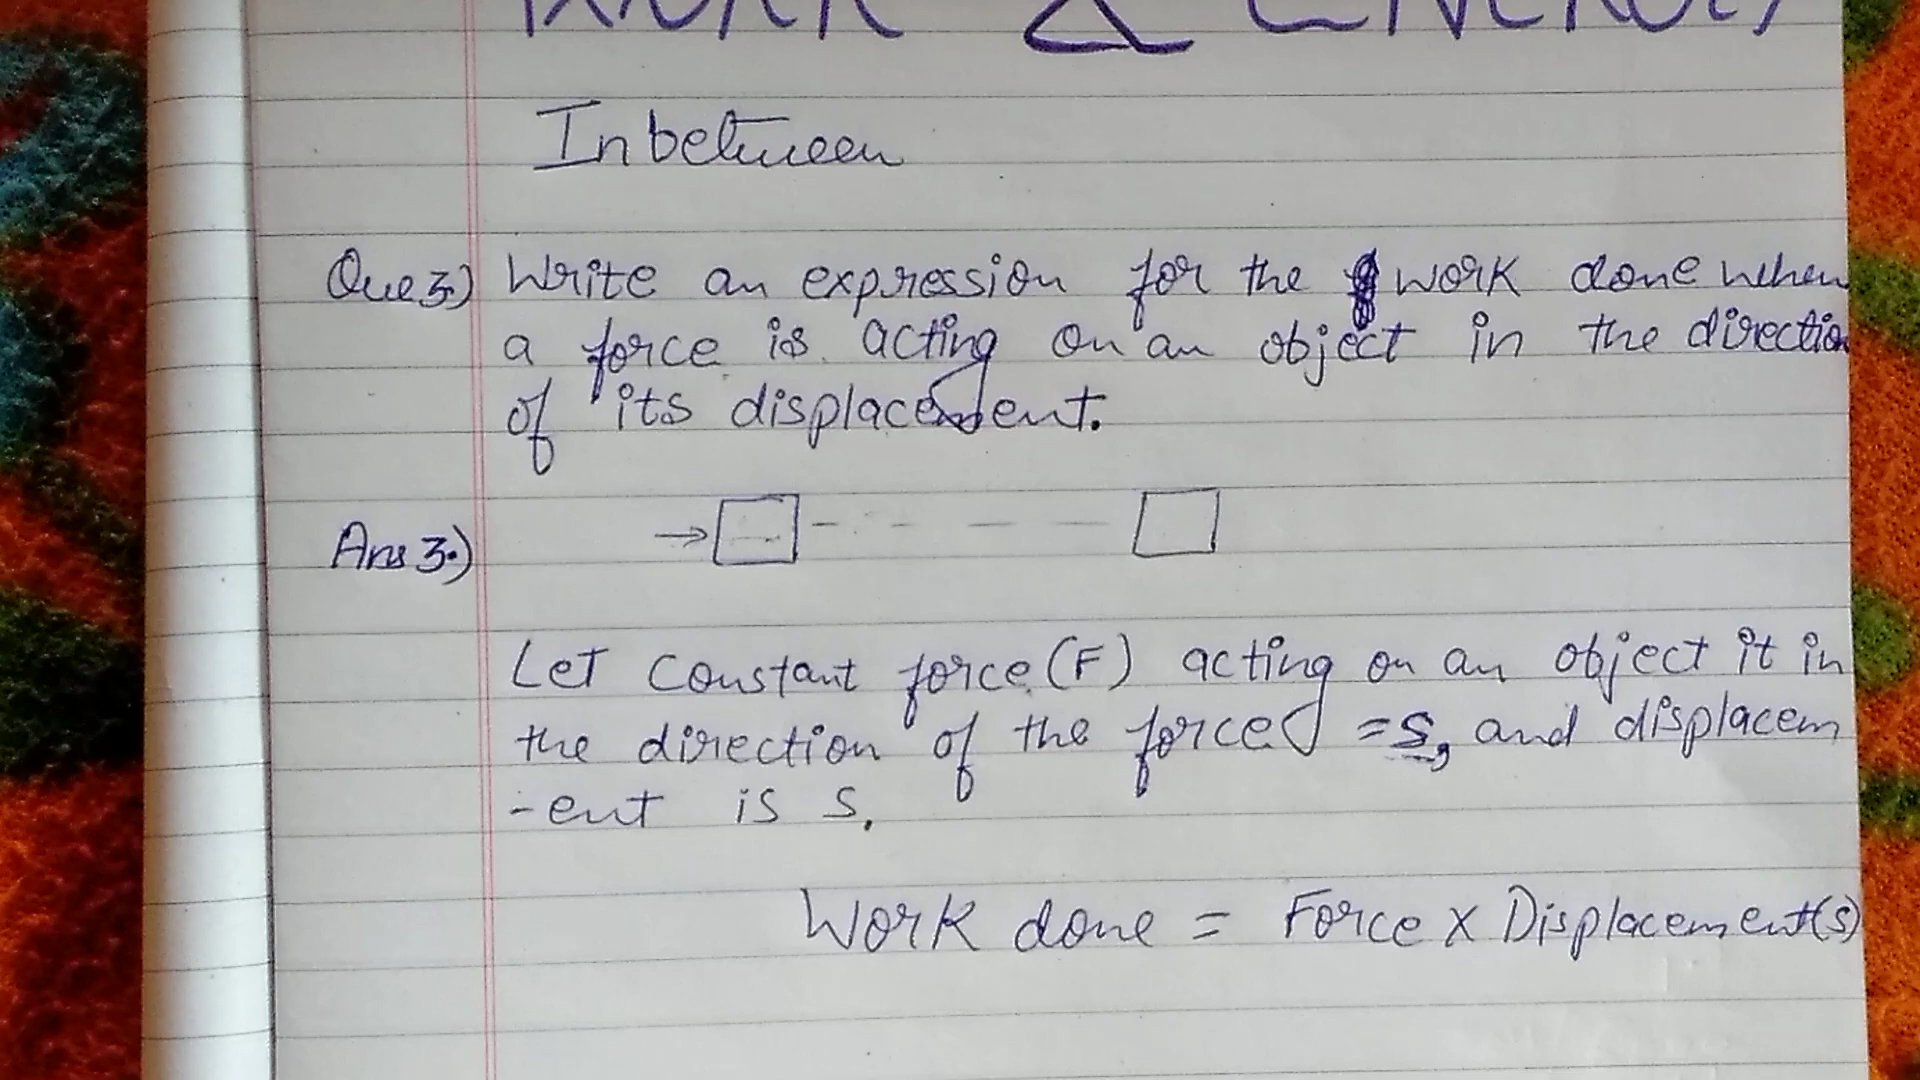 WORK & ENERGY
Inbetween
Que 3.) Write an expression for the work done when
a force is acting on an object in the direction
of its displacement.
Ans 3.)
Let Constant force (F) acting on an object it in
the direction of the force = s, and displacem
-ent is s.
Work done = Force x Displacement(s)